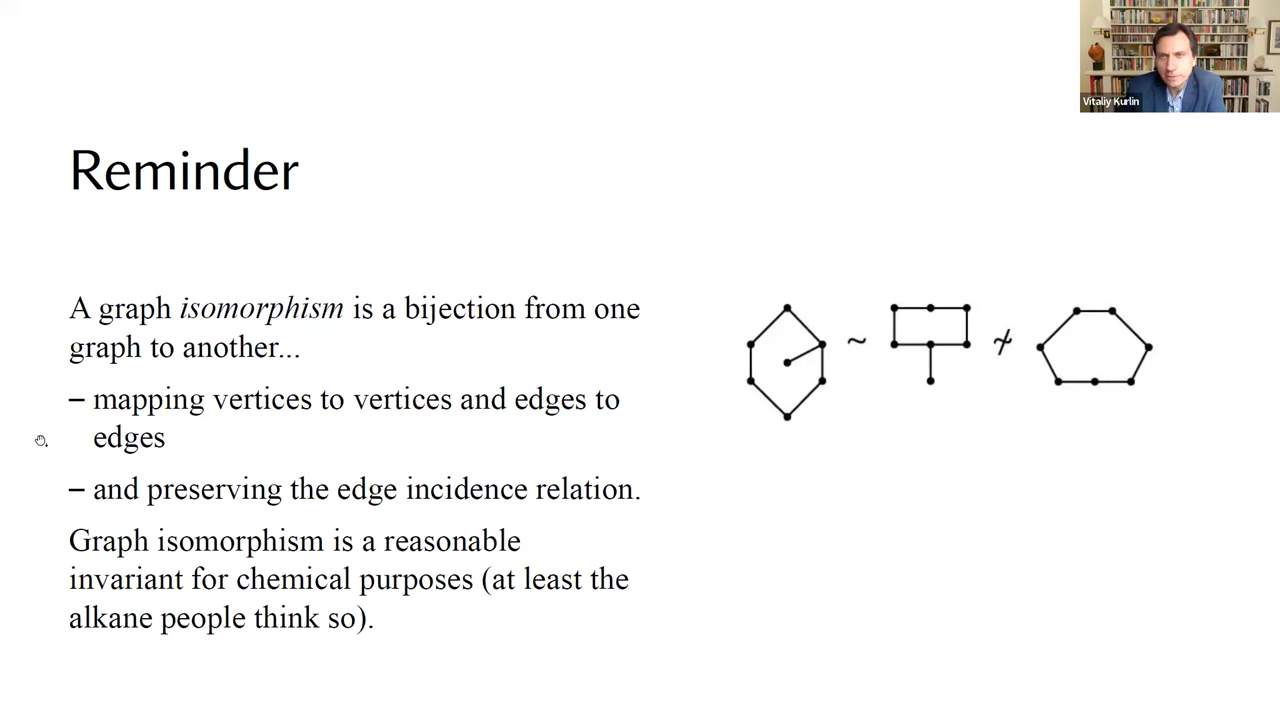 Vitaliy Kurlin
Reminder
A graph isomorphism is a bijection from one
graph to another...
– mapping vertices to vertices and edges to
edges
– and preserving the edge incidence relation.
Graph isomorphism is a reasonable
invariant for chemical purposes (at least the
alkane people think so).
~ ≁